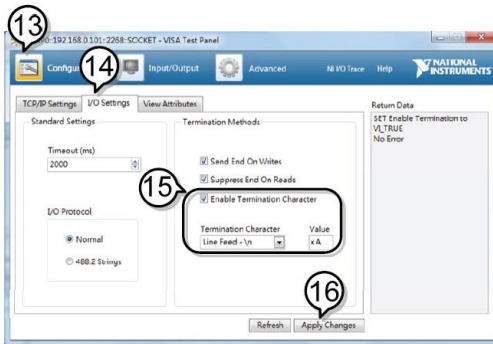 13
0::192.168.0.101::2268::SOCKET - VISA Test Panel
14
Configu
Input/Output
Advanced
NI I/O Trace
Help
NATIONAL INSTRUMENTS
TCP/IP Settings
I/O Settings
View Attributes
Return Data
Standard Settings
Termination Methods
SET Enable Termination to
VI_TRUE
No Error
Timeout (ms)
2000
Send End On Writes
Suppress End On Reads
15
Enable Termination Character
I/O Protocol
Termination Character
Value
Line Feed - \n
xA
Normal
488.2 Strings
16
Refresh
Apply Changes